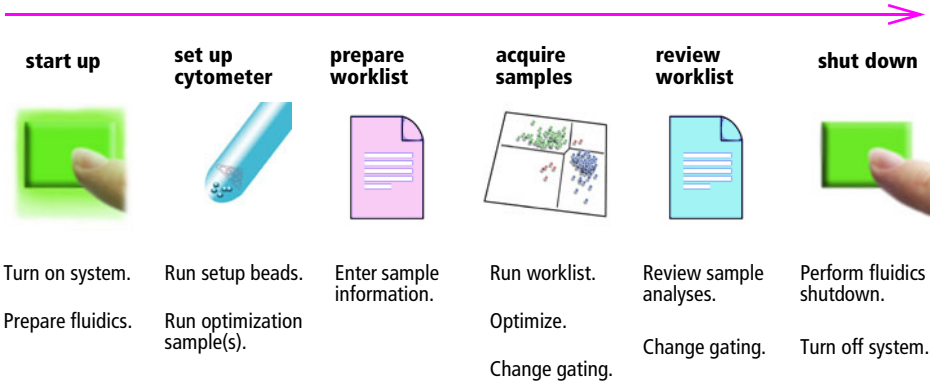 start up
set up
cytometer
prepare
worklist
acquire
samples
review
worklist
shut down
Turn on system.
Prepare fluidics.
Run setup beads.
Run optimization
sample(s).
Enter sample
information.
Run worklist.
Optimize.
Change gating.
Review sample
analyses.
Change gating.
Perform fluidics
shutdown.
Turn off system.